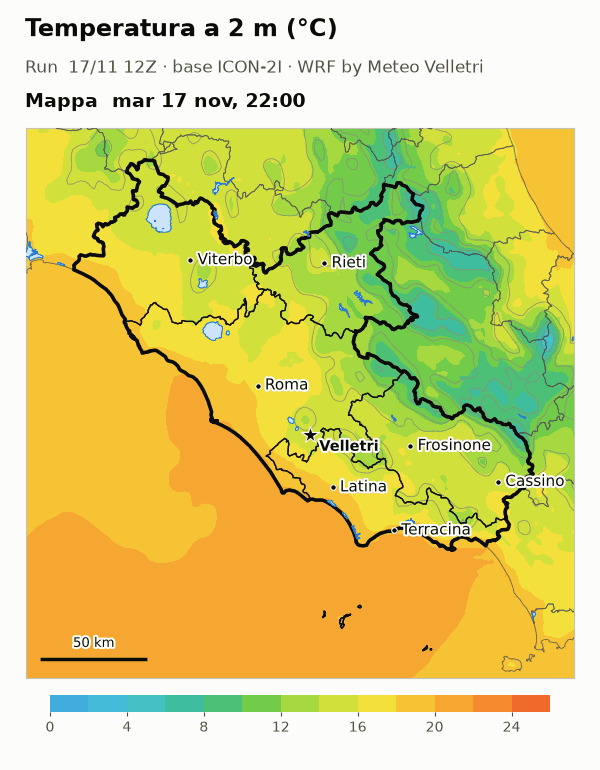 Temperatura a 2 m (°C)
Run 17/11 12Z · base ICON-2I · WRF by Meteo Velletri
Mappa mar 17 nov, 22:00
Viterbo
Rieti
Roma
Velletri
Frosinone
Cassino
Latina
Terracina
50 km
0 4 8 12 16 20 24